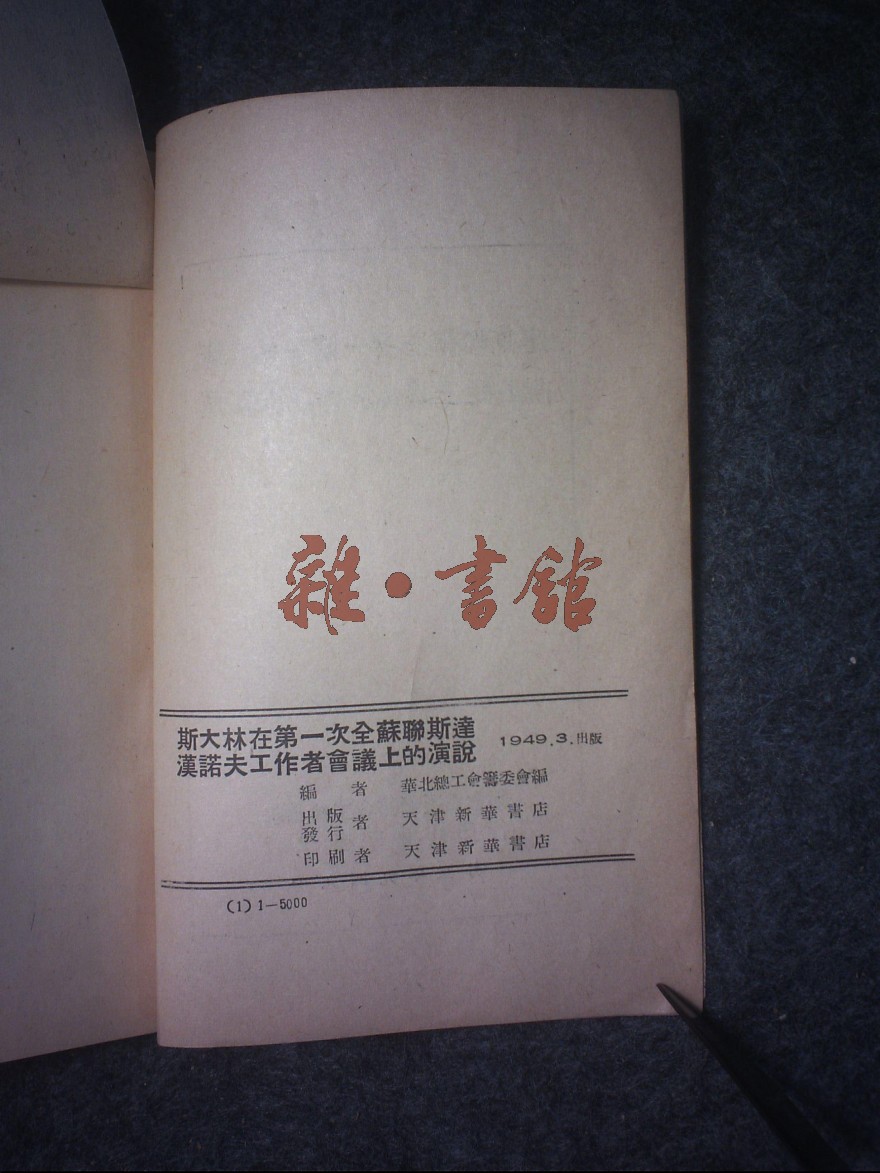 雜·書館
斯大林在第一次全蘇聯斯達
漢諾夫工作者會議上的演說
1949.3.出版
編者 華北總工會籌委會編
出版
發行者 天津新華書店
印刷者 天津新華書店
(1) 1—5000